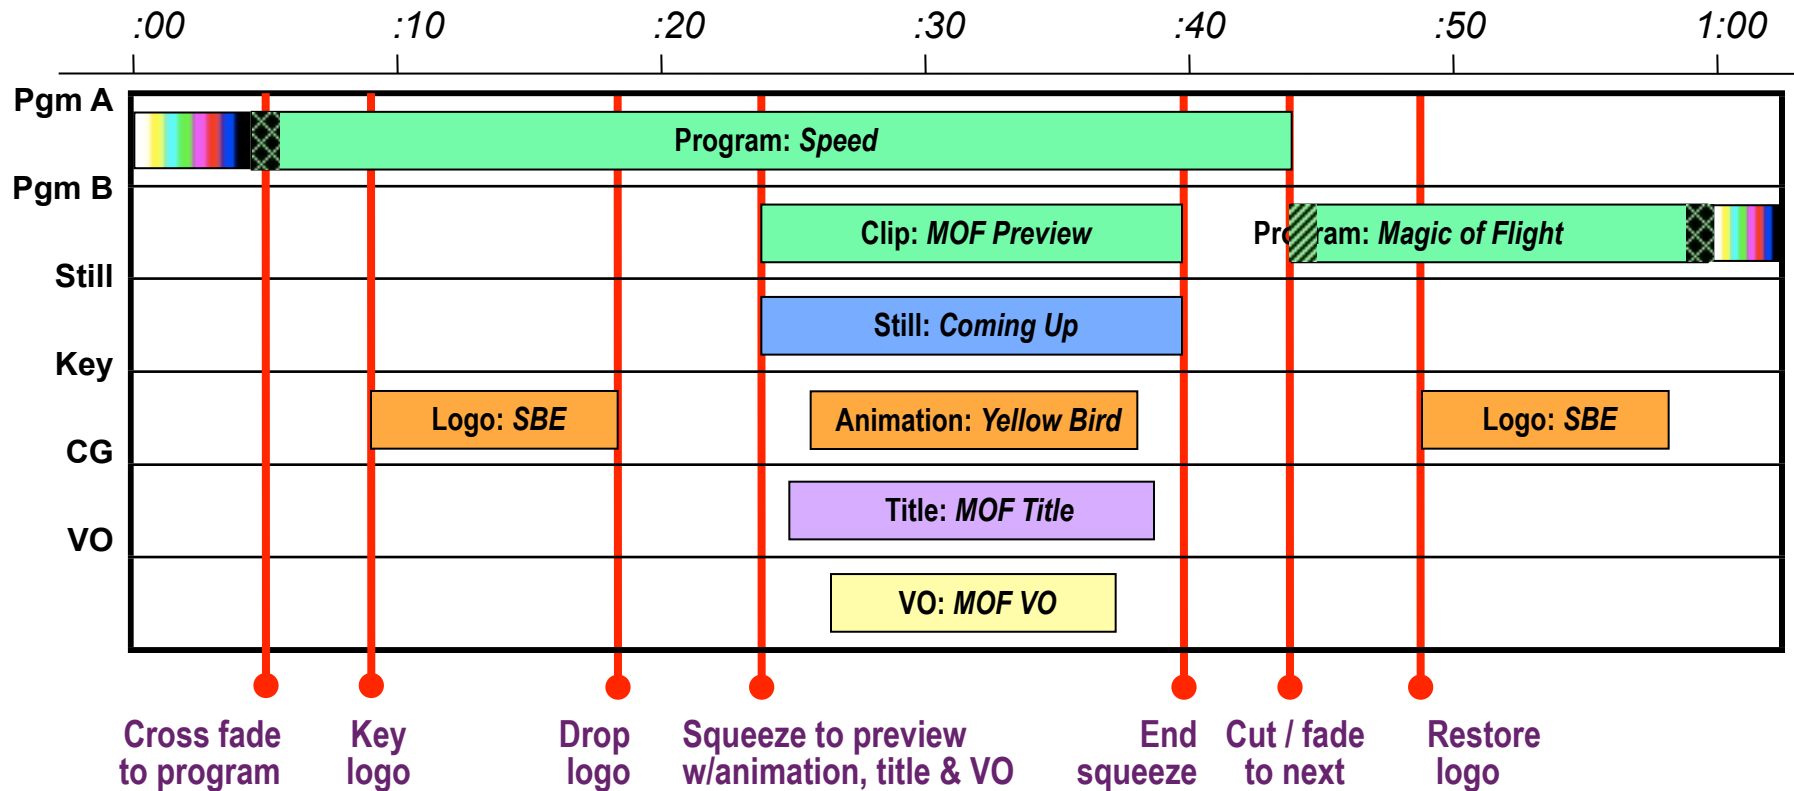 :00 :10 :20 :30 :40 :50 1:00
Pgm A
Program: Speed
Pgm B
Clip: MOF Preview
Program: Magic of Flight
Still
Still: Coming Up
Key
Logo: SBE
Animation: Yellow Bird
Logo: SBE
CG
Title: MOF Title
VO
VO: MOF VO
Cross fade
to program
Key
logo
Drop
logo
Squeeze to preview
w/animation, title & VO
End
squeeze
Cut / fade
to next
Restore
logo